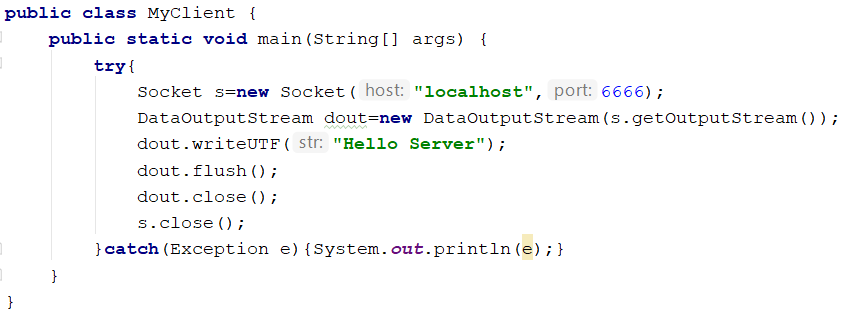 public class MyClient {
    public static void main(String[] args) {
        try{
            Socket s=new Socket( host: "localhost", port: 6666);
            DataOutputStream dout=new DataOutputStream(s.getOutputStream());
            dout.writeUTF( str: "Hello Server");
            dout.flush();
            dout.close();
            s.close();
        }catch(Exception e){System.out.println(e);}
    }
}